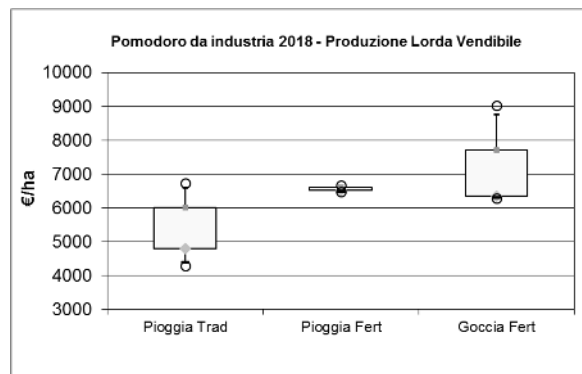 Pomodoro da industria 2018 - Produzione Lorda Vendibile
10000
9000
8000
7000
6000
5000
4000
3000
€/ha
Pioggia Trad Pioggia Fert Goccia Fert